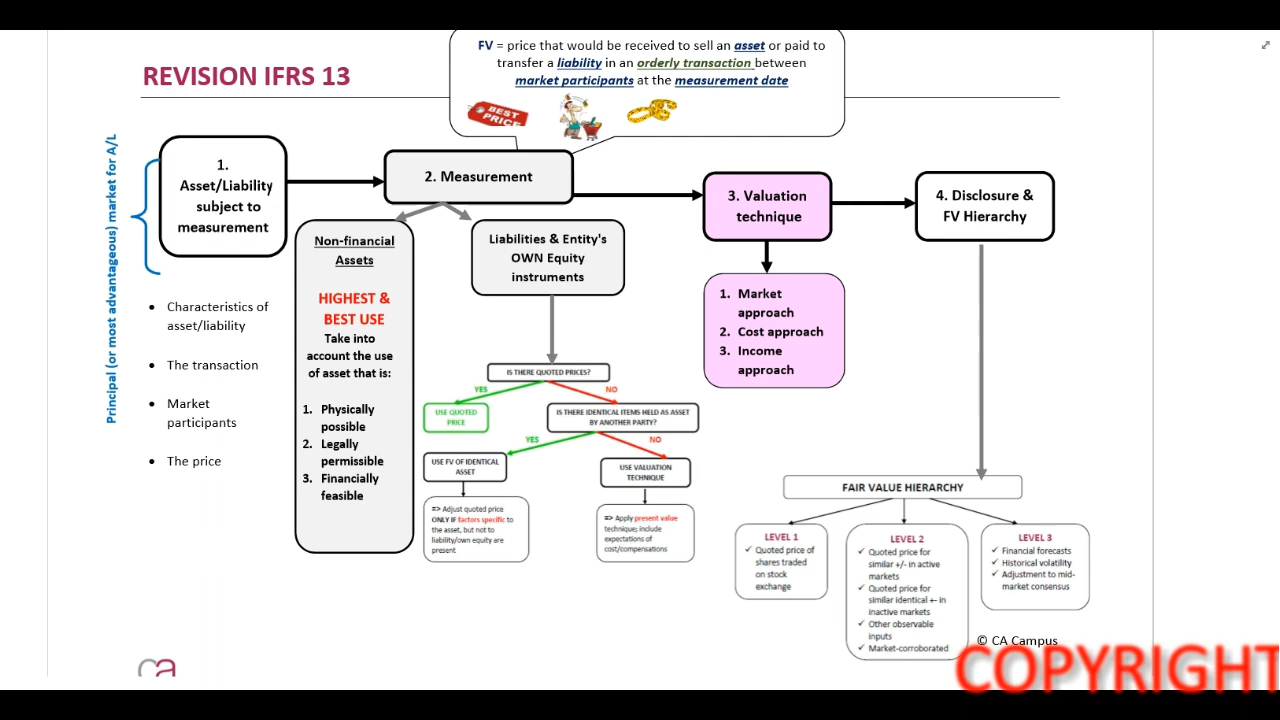 FV = price that would be received to sell an asset or paid to
transfer a liability in an orderly transaction between
market participants at the measurement date
BEST
PRICE
REVISION IFRS 13
Principal (or most advantageous) market for A/L
1.
Asset/Liability
subject to
measurement
• Characteristics of
asset/liability
• The transaction
• Market
participants
• The price
2. Measurement
Non-financial
Assets
HIGHEST &
BEST USE
Take into
account the use
of asset that is:
1. Physically
possible
2. Legally
permissible
3. Financially
feasible
Liabilities & Entity's
OWN Equity
instruments
IS THERE QUOTED PRICES?
YES
NO
USE QUOTED
PRICE
IS THERE IDENTICAL ITEMS HELD AS ASSET
BY ANOTHER PARTY?
YES
NO
USE FV OF IDENTICAL
ASSET
USE VALUATION
TECHNIQUE
=> Adjust quoted price
ONLY IF factors specific to
the asset, but not to
liability/own equity are
present
=> Apply present value
technique; include
expectations of
cost/compensations
3. Valuation
technique
1. Market
approach
2. Cost approach
3. Income
approach
4. Disclosure &
FV Hierarchy
FAIR VALUE HIERARCHY
LEVEL 1
✓ Quoted price of
shares traded
on stock
exchange
LEVEL 2
✓ Quoted price for
similar +/- in active
markets
✓ Quoted price for
similar identical +- in
inactive markets
✓ Other observable
inputs
✓ Market-corroborated
LEVEL 3
✓ Financial forecasts
✓ Historical volatility
✓ Adjustment to mid-
market consensus
© CA Campus
ca
COPYRIGHT